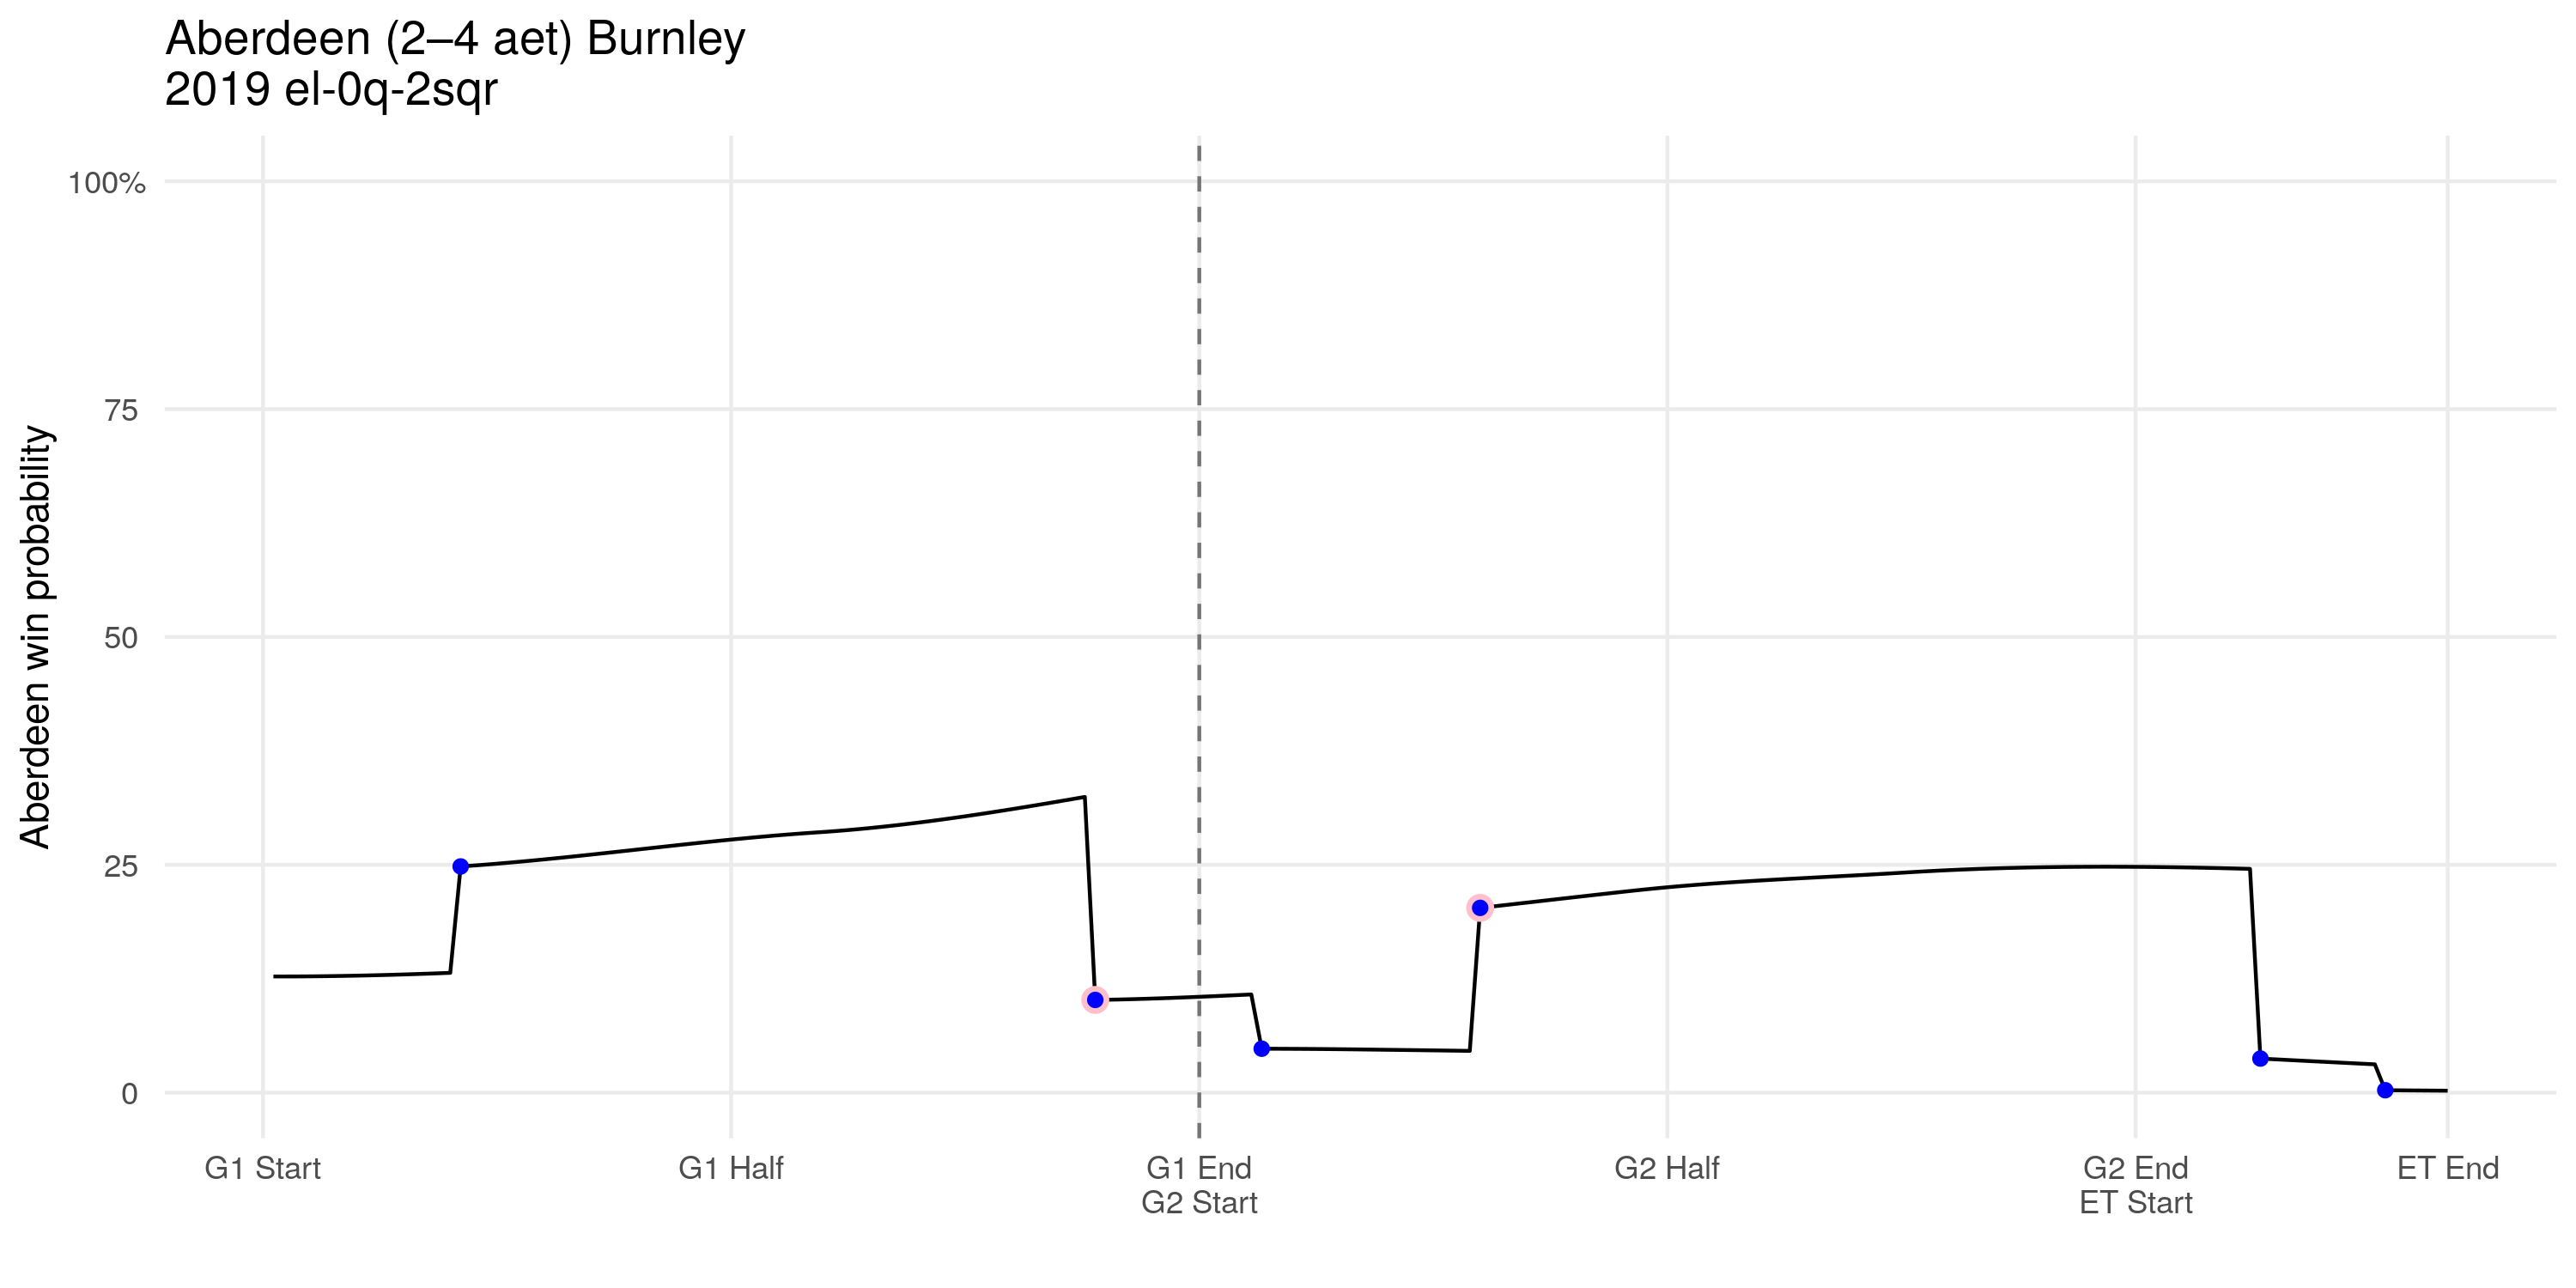 Aberdeen (2–4 aet) Burnley
2019 el-0q-2sqr
Aberdeen win probability
100%
75
50
25
0
G1 Start
G1 Half
G1 End
G2 Start
G2 Half
G2 End
ET Start
ET End